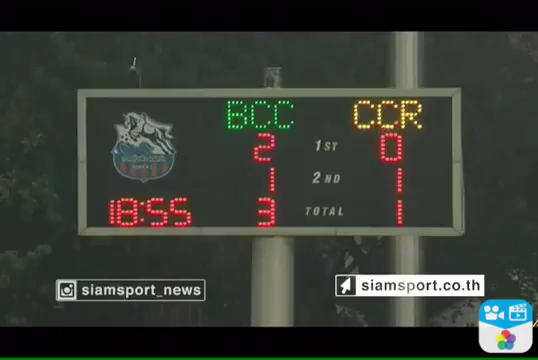 BCC CCR
2 1ST 0
1 2ND 1
18:55 3 TOTAL 1
siamsport_news
siamsport.co.th